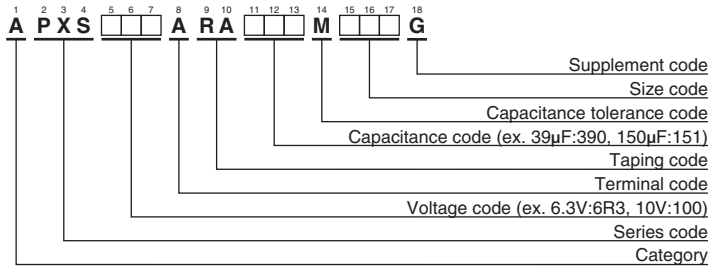 1 2 3 4 5 6 7 8 9 10 11 12 13 14 15 16 17 18
A P X S A R A M G
Supplement code
Size code
Capacitance tolerance code
Capacitance code (ex. 39µF:390, 150µF:151)
Taping code
Terminal code
Voltage code (ex. 6.3V:6R3, 10V:100)
Series code
Category